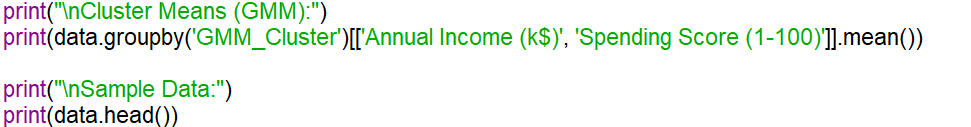 print("\nCluster Means (GMM):")
print(data.groupby('GMM_Cluster')[['Annual Income (k$)', 'Spending Score (1-100)']].mean())
print("\nSample Data:")
print(data.head())